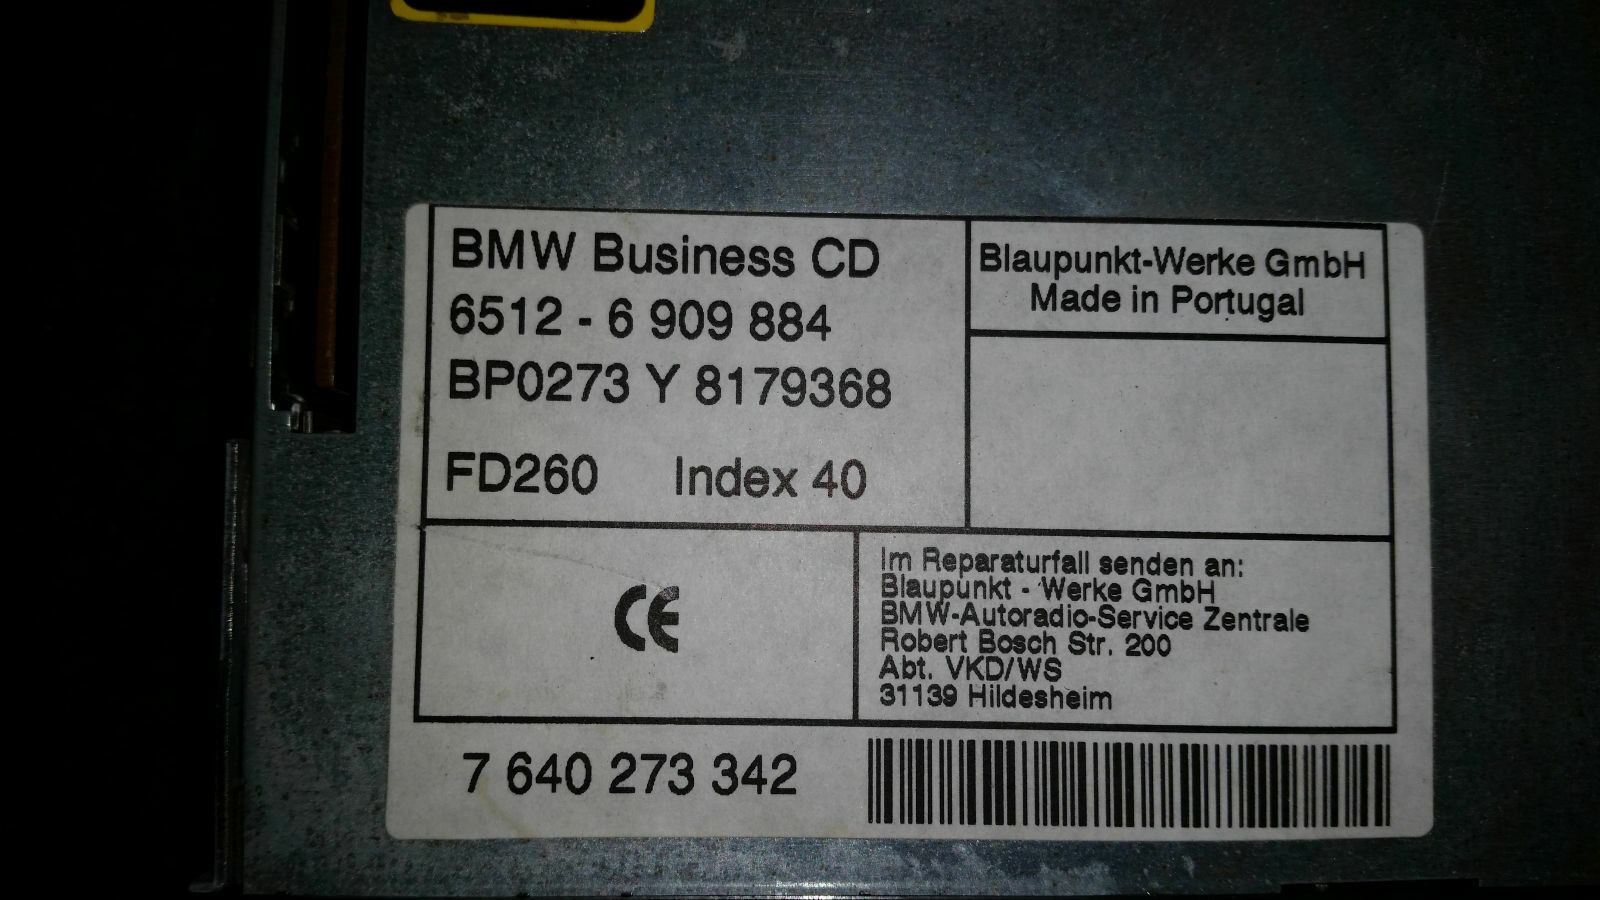 BMW Business CD
6512 - 6 909 884
BP0273 Y 8179368
FD260 Index 40
Blaupunkt-Werke GmbH
Made in Portugal
CE
Im Reparaturfall senden an:
Blaupunkt - Werke GmbH
BMW-Autoradio-Service Zentrale
Robert Bosch Str. 200
Abt. VKD/WS
31139 Hildesheim
7 640 273 342